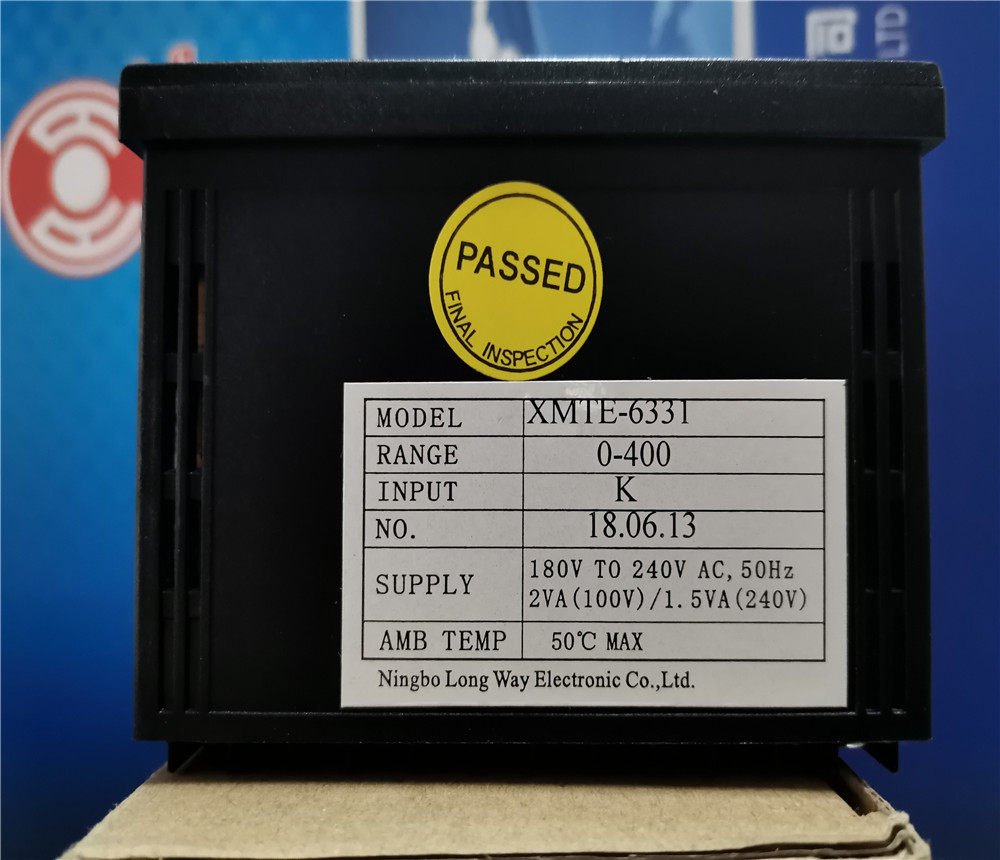 LTD
PASSED
FINAL INSPECTION
MODEL XMTE-6331
RANGE 0-400
INPUT K
NO. 18.06.13
SUPPLY 180V TO 240V AC, 50Hz
2VA(100V)/1.5VA(240V)
AMB TEMP 50℃ MAX
Ningbo Long Way Electronic Co.,Ltd.